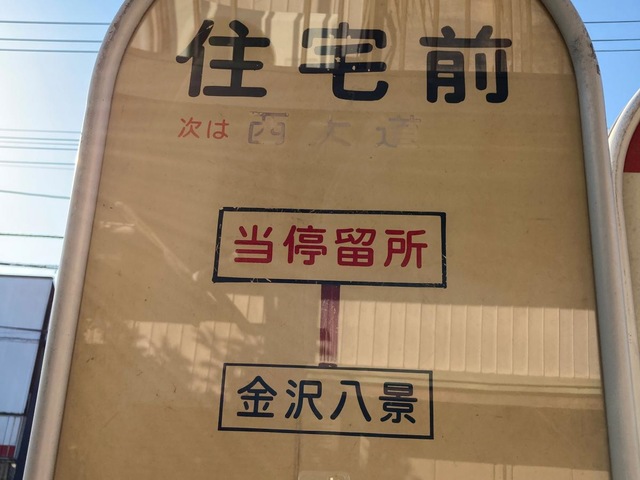 住宅前
次は 西大道
当停留所
金沢八景